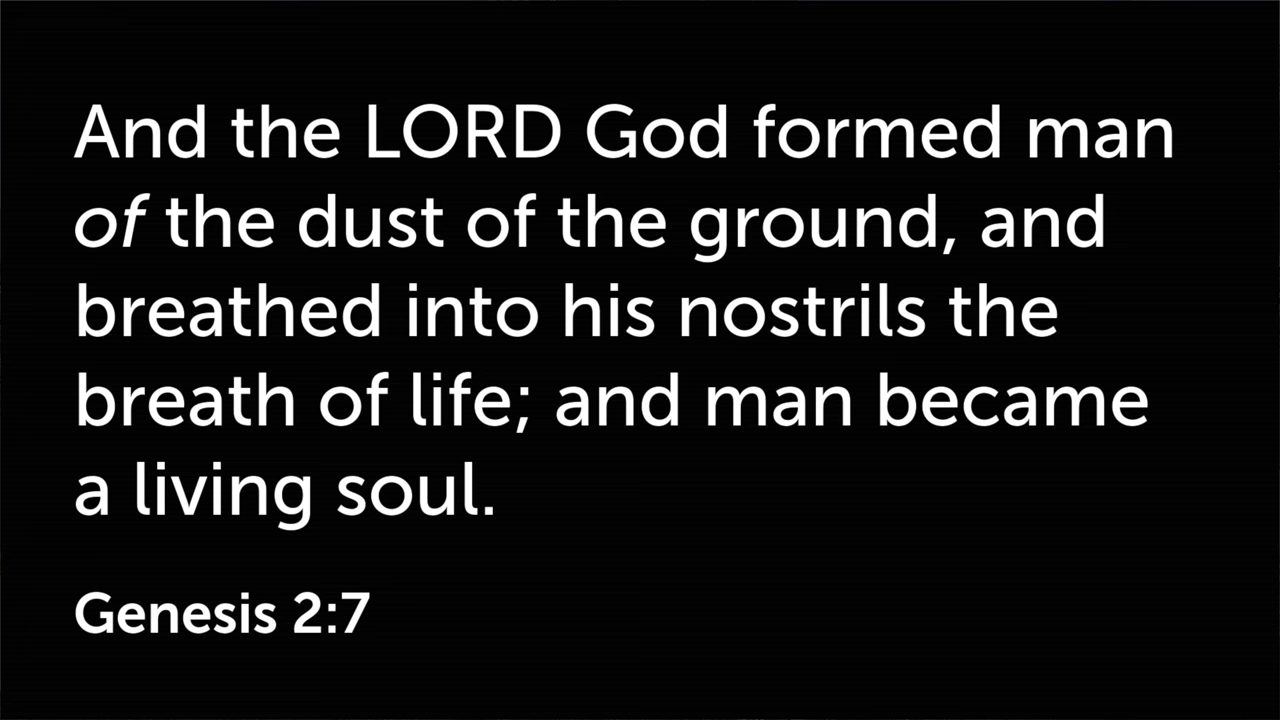 And the LORD God formed man
of the dust of the ground, and
breathed into his nostrils the
breath of life; and man became
a living soul.
Genesis 2:7